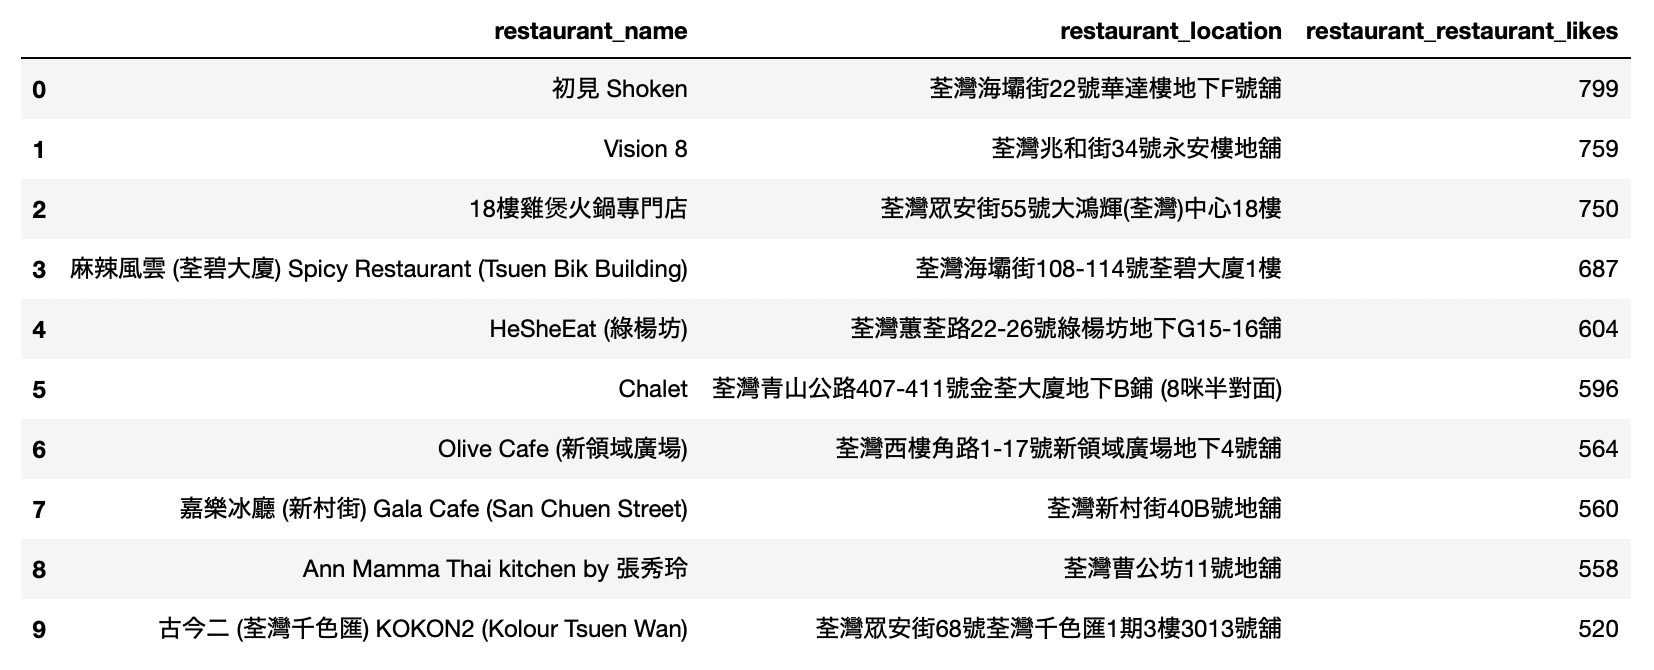 restaurant_name restaurant_location restaurant_restaurant_likes
0 初見 Shoken 荃灣海壩街22號華達樓地下F號舖 799
1 Vision 8 荃灣兆和街34號永安樓地舖 759
2 18樓雞煲火鍋專門店 荃灣眾安街55號大鴻輝(荃灣)中心18樓 750
3 麻辣風雲 (荃碧大廈) Spicy Restaurant (Tsuen Bik Building) 荃灣海壩街108-114號荃碧大廈1樓 687
4 HeSheEat (綠楊坊) 荃灣蕙荃路22-26號綠楊坊地下G15-16舖 604
5 Chalet 荃灣青山公路407-411號金荃大廈地下B鋪 (8咪半對面) 596
6 Olive Cafe (新領域廣場) 荃灣西樓角路1-17號新領域廣場地下4號舖 564
7 嘉樂冰廳 (新村街) Gala Cafe (San Chuen Street) 荃灣新村街40B號地舖 560
8 Ann Mamma Thai kitchen by 張秀玲 荃灣曹公坊11號地舖 558
9 古今二 (荃灣千色匯) KOKON2 (Kolour Tsuen Wan) 荃灣眾安街68號荃灣千色匯1期3樓3013號舖 520